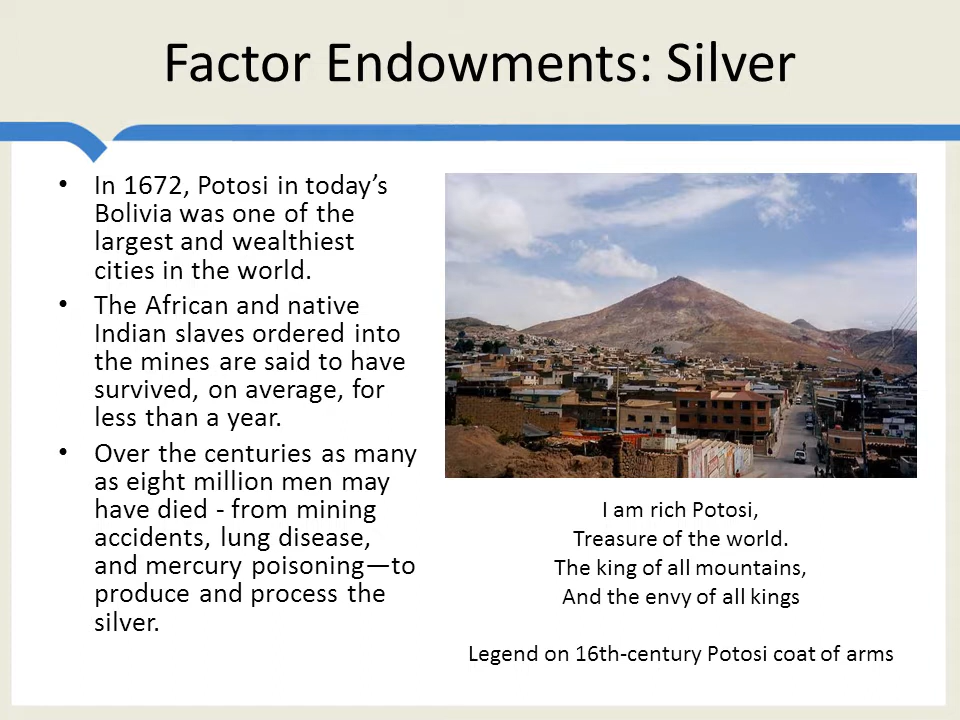 Factor Endowments: Silver
• In 1672, Potosi in today’s
Bolivia was one of the
largest and wealthiest
cities in the world.
• The African and native
Indian slaves ordered into
the mines are said to have
survived, on average, for
less than a year.
• Over the centuries as many
as eight million men may
have died - from mining
accidents, lung disease,
and mercury poisoning—to
produce and process the
silver.
I am rich Potosi,
Treasure of the world.
The king of all mountains,
And the envy of all kings
Legend on 16th-century Potosi coat of arms